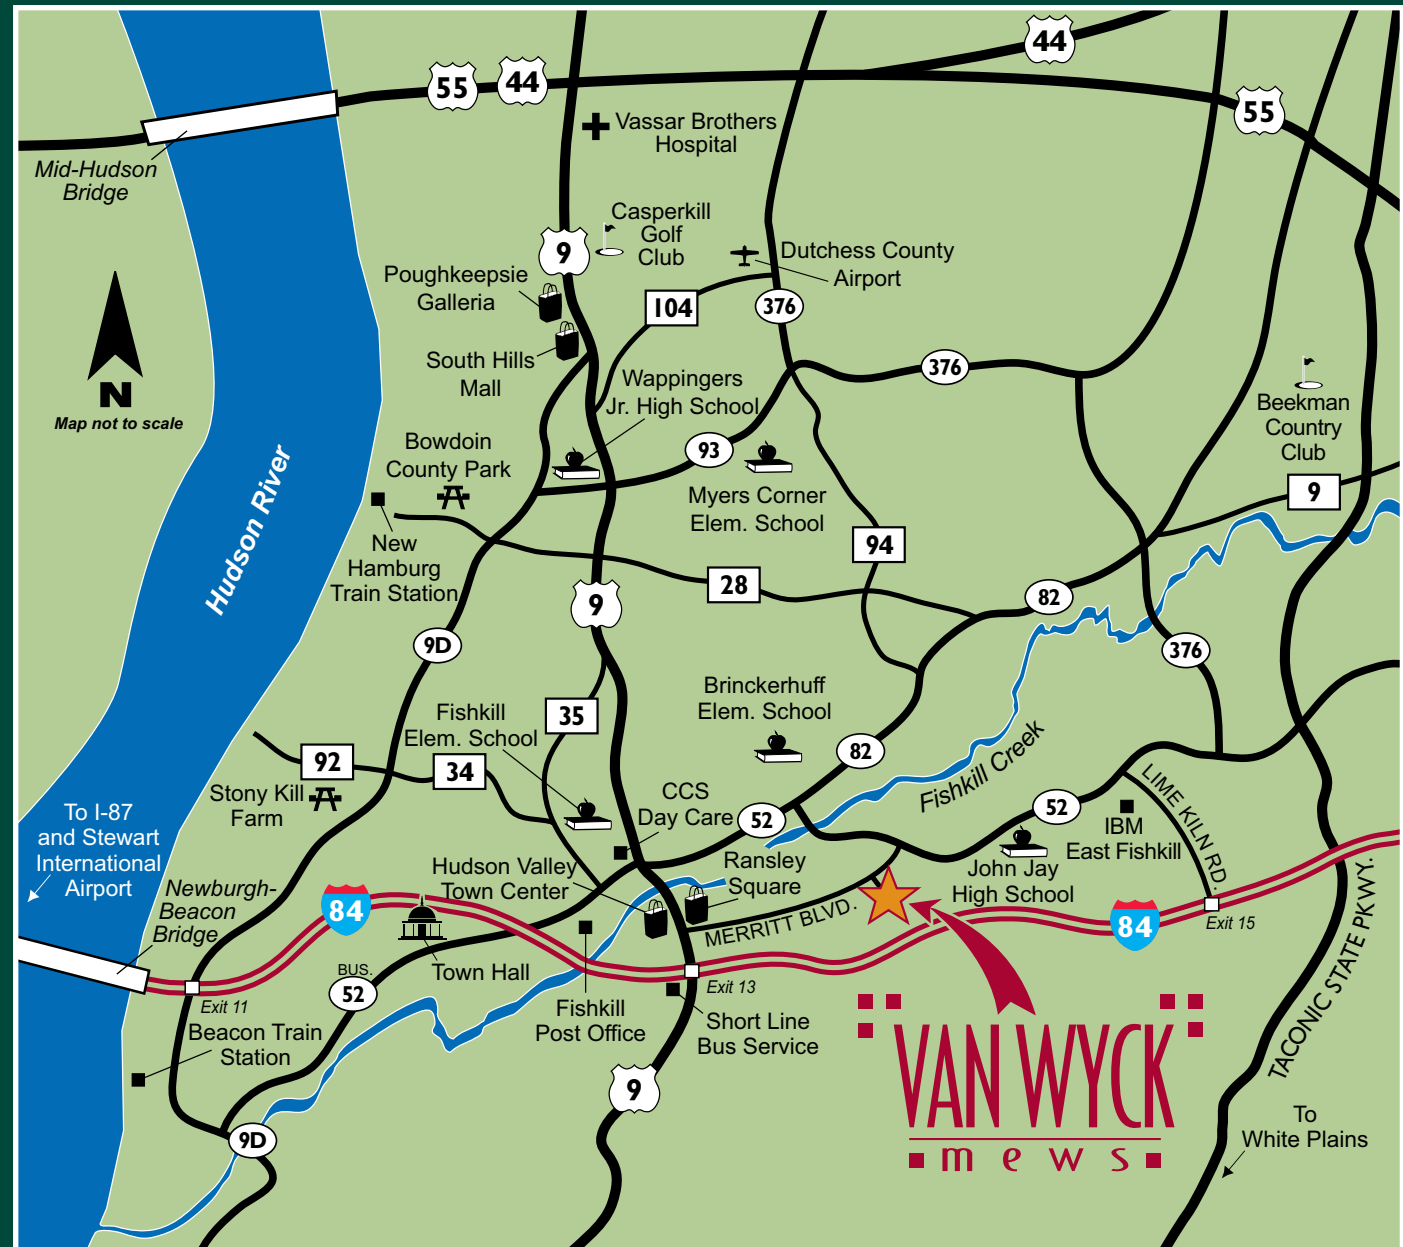 44
55
44
55
Vassar Brothers
Hospital
Mid-Hudson
Bridge
Casperkill
Golf
Club
9
Dutchess County
Airport
Poughkeepsie
Galleria
104
376
South Hills
Mall
376
Wappingers
Jr. High School
N
Map not to scale
Beekman
Country
Club
Bowdoin
County Park
93
9
Myers Corner
Elem. School
Hudson River
New
Hamburg
Train Station
94
28
9
82
9D
376
Brinckerhuff
Elem. School
Fishkill
Elem. School
35
82
92
34
Fishkill Creek
Stony Kill
Farm
CCS
Day Care
52
52
LIME KILN RD.
IBM
East Fishkill
To I-87
and Stewart
International
Airport
Hudson Valley
Town Center
Ransley
Square
John Jay
High School
Newburgh-
Beacon
Bridge
84
MERRITT BLVD.
84
Exit 15
TACONIC STATE PKWY.
Town Hall
BUS.
52
Exit 11
Exit 13
Fishkill
Post Office
Short Line
Bus Service
Beacon Train
Station
9
VAN WYCK
mews
9D
To
White Plains